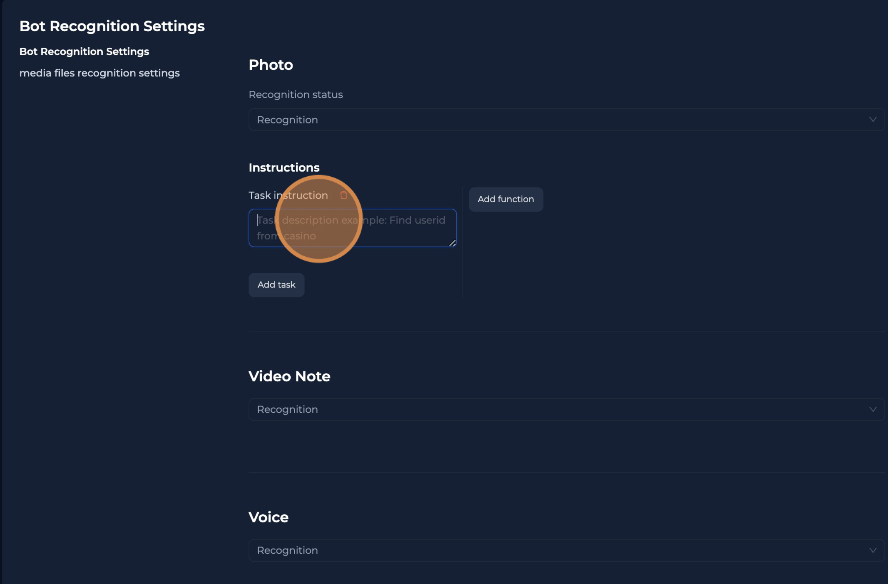 Bot Recognition Settings
Bot Recognition Settings
media files recognition settings
Photo
Recognition status
Recognition
Instructions
Task instruction
Add function
Task description example: Find userid
from casino
Add task
Video Note
Recognition
Voice
Recognition